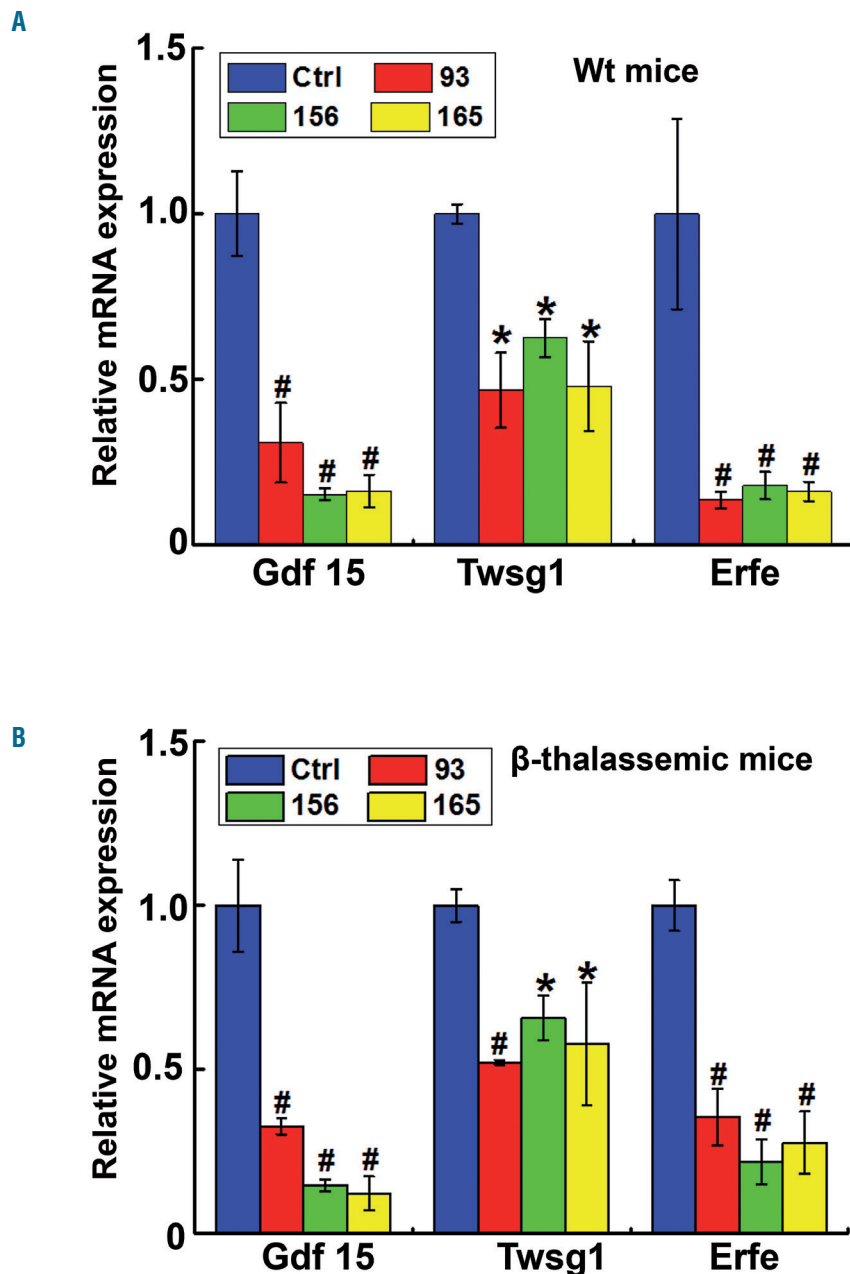 A
Wt mice
Ctrl 93
156 165
Relative mRNA expression
1.5
1.0
0.5
0
# # #
* * *
# # #
Gdf 15 Twsg1 Erfe
B
β-thalassemic mice
Ctrl 93
156 165
Relative mRNA expression
1.5
1.0
0.5
0
# # #
# * *
# # #
Gdf 15 Twsg1 Erfe